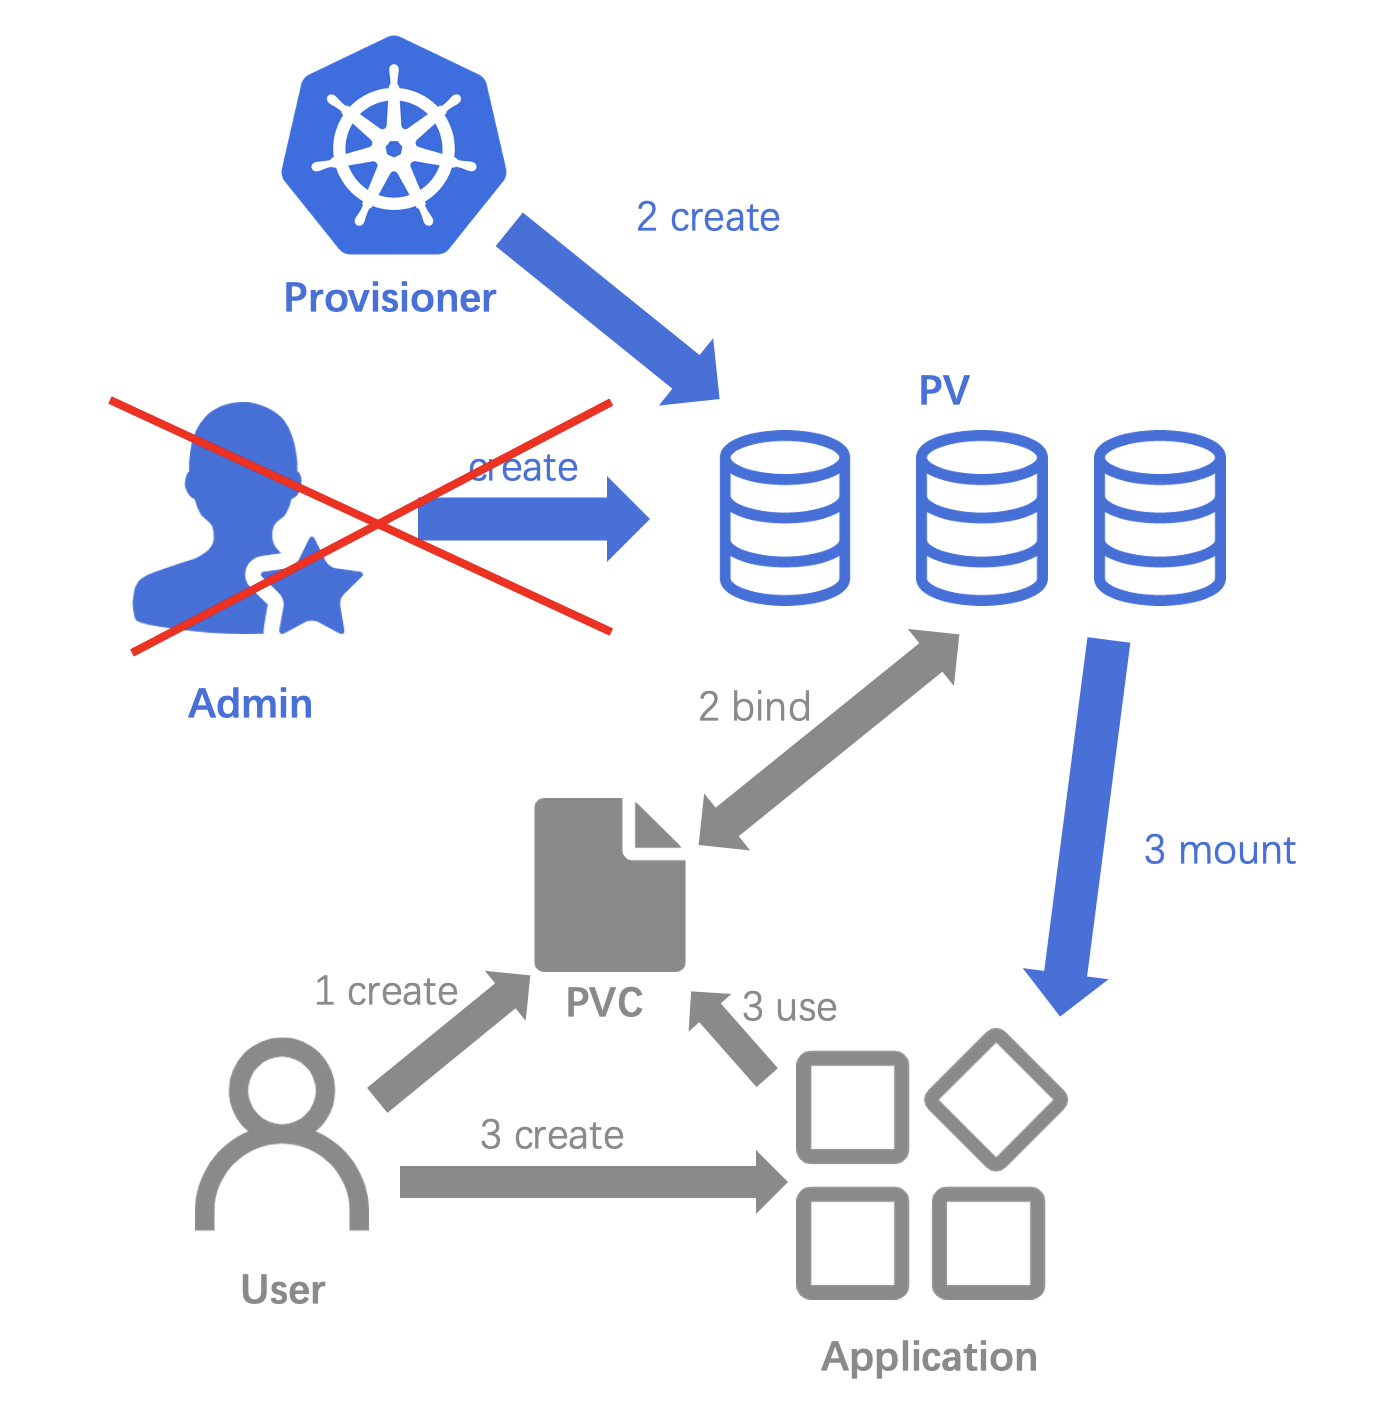 2 create
Provisioner
PV
create
Admin
2 bind
3 mount
1 create
PVC
3 use
3 create
User
Application